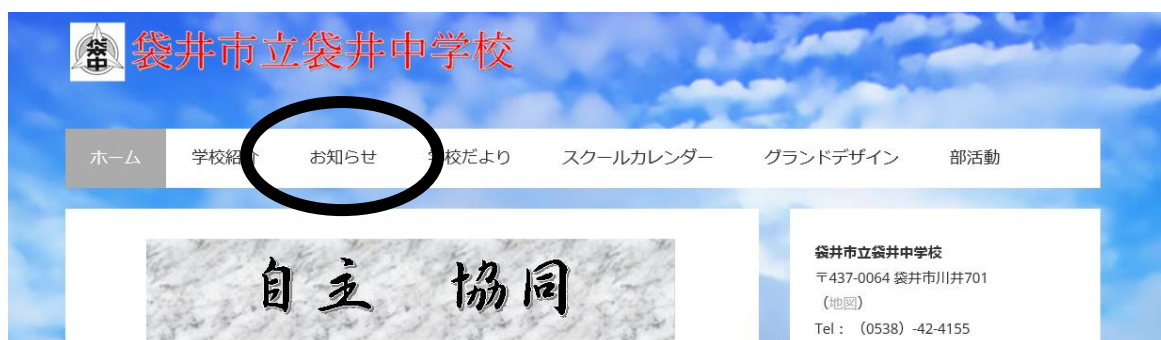 袋中
袋井市立袋井中学校
ホーム 学校紹介 お知らせ 学校だより スクールカレンダー グランドデザイン 部活動
自主 協同
袋井市立袋井中学校
〒437-0064 袋井市川井701
（地図）
Tel： （0538）-42-4155